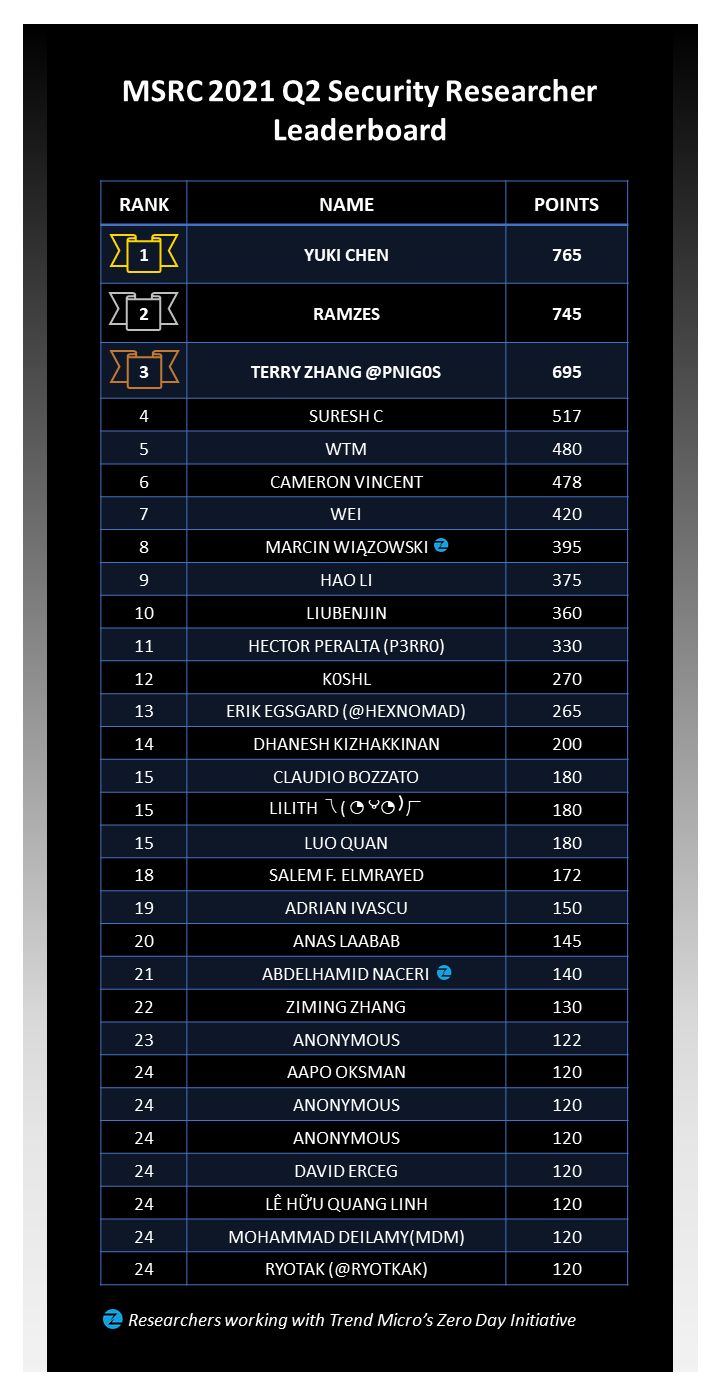 MSRC 2021 Q2 Security Researcher
Leaderboard
RANK NAME POINTS
1 YUKI CHEN 765
2 RAMZES 745
3 TERRY ZHANG @PNIG0S 695
4 SURESH C 517
5 WTM 480
6 CAMERON VINCENT 478
7 WEI 420
8 MARCIN WIĄZOWSKI 395
9 HAO LI 375
10 LIUBENJIN 360
11 HECTOR PERALTA (P3RR0) 330
12 K0SHL 270
13 ERIK EGSGARD (@HEXNOMAD) 265
14 DHANESH KIZHAKKINAN 200
15 CLAUDIO BOZZATO 180
15 LILITH ㇏(◔ᴗ◔)⺁ 180
15 LUO QUAN 180
18 SALEM F. ELMRAYED 172
19 ADRIAN IVASCU 150
20 ANAS LAABAB 145
21 ABDELHAMID NACERI 140
22 ZIMING ZHANG 130
23 ANONYMOUS 122
24 AAPO OKSMAN 120
24 ANONYMOUS 120
24 ANONYMOUS 120
24 DAVID ERCEG 120
24 LÊ HỮU QUANG LINH 120
24 MOHAMMAD DEILAMY(MDM) 120
24 RYOTAK (@RYOTKAK) 120
Researchers working with Trend Micro's Zero Day Initiative